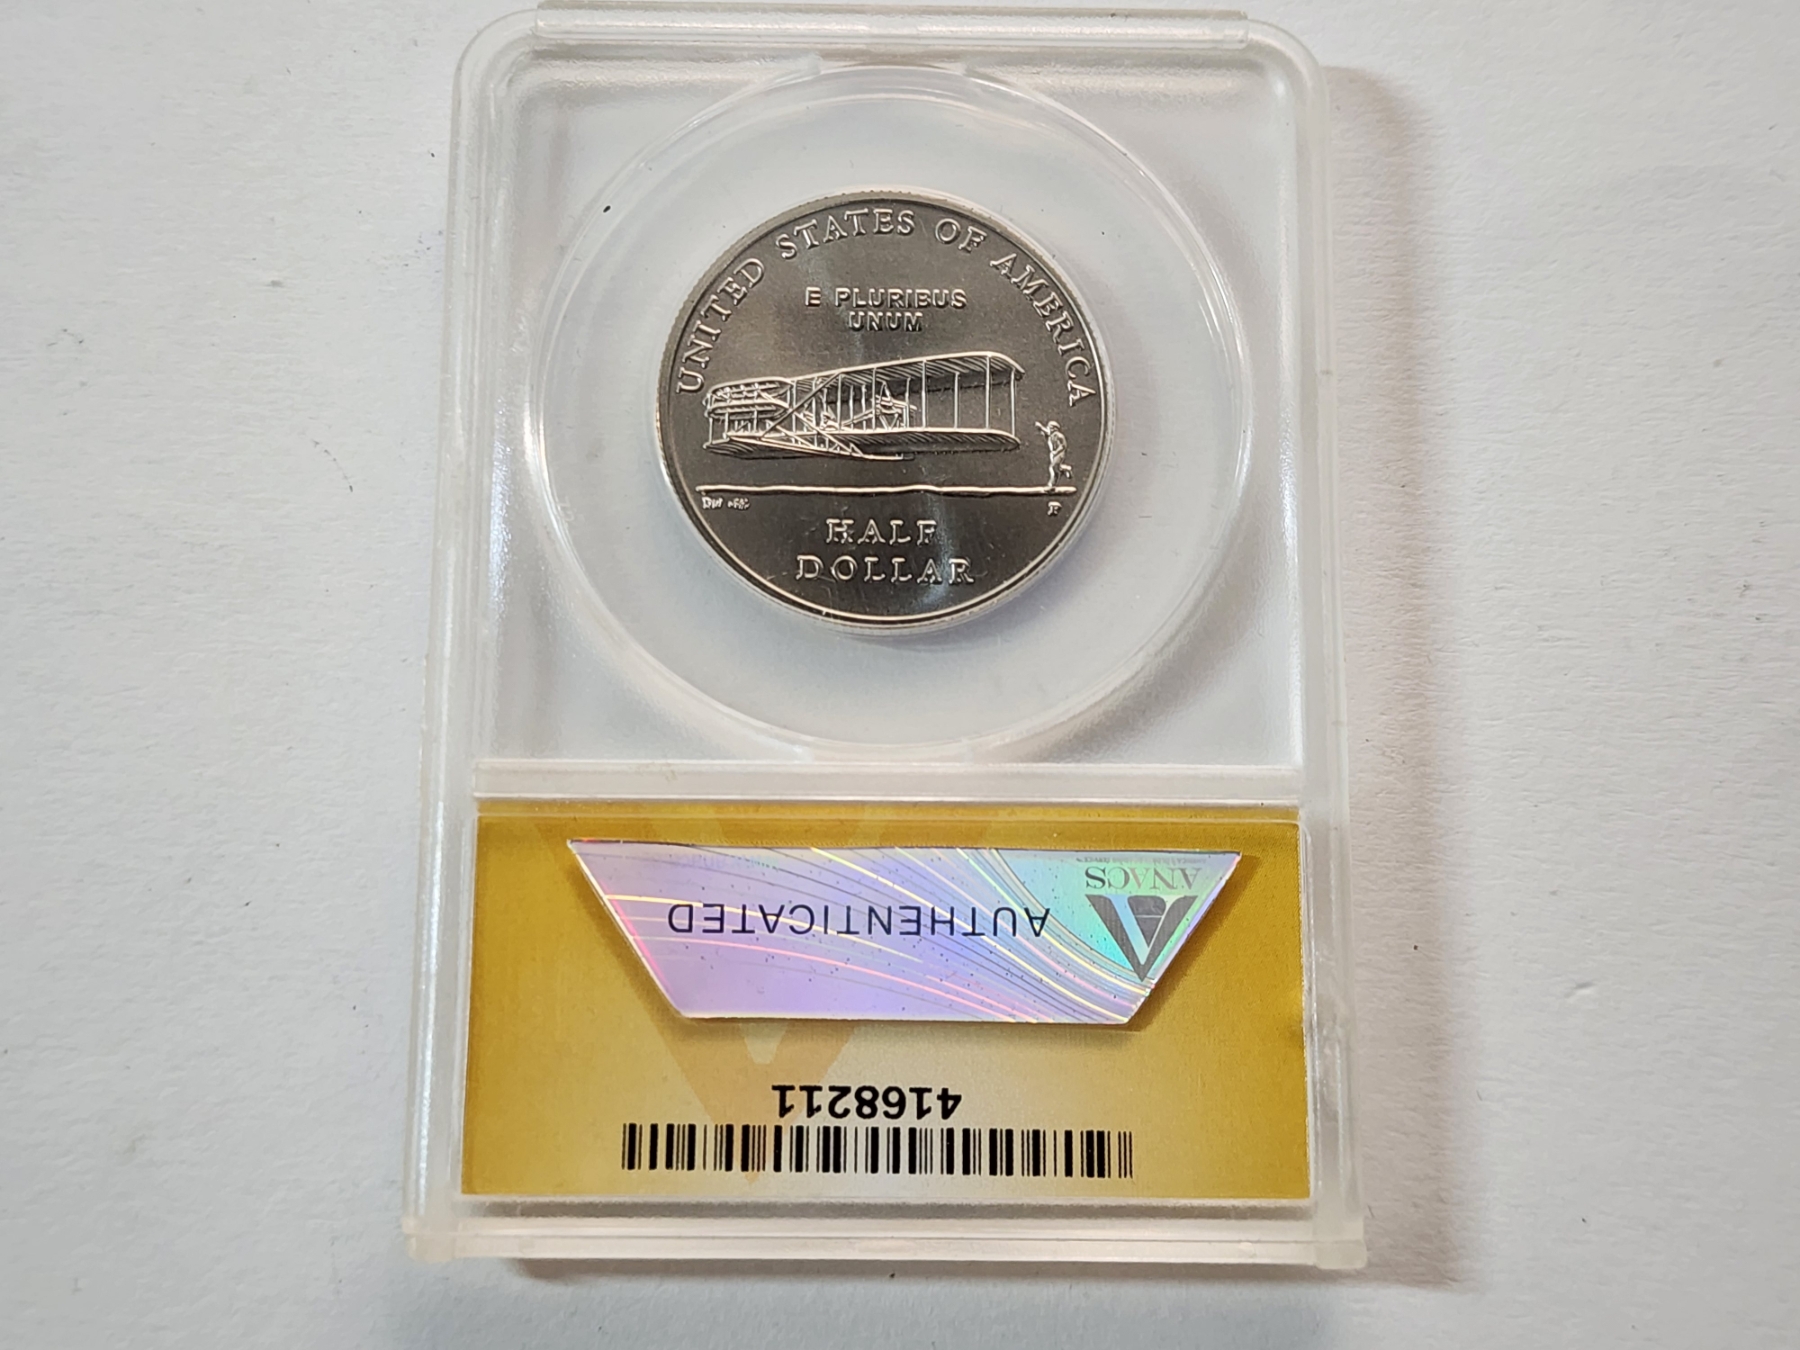 UNITED STATES OF AMERICA
E PLURIBUS
UNUM
P
HALF
DOLLAR
ANACS
AUTHENTICATED
4168211